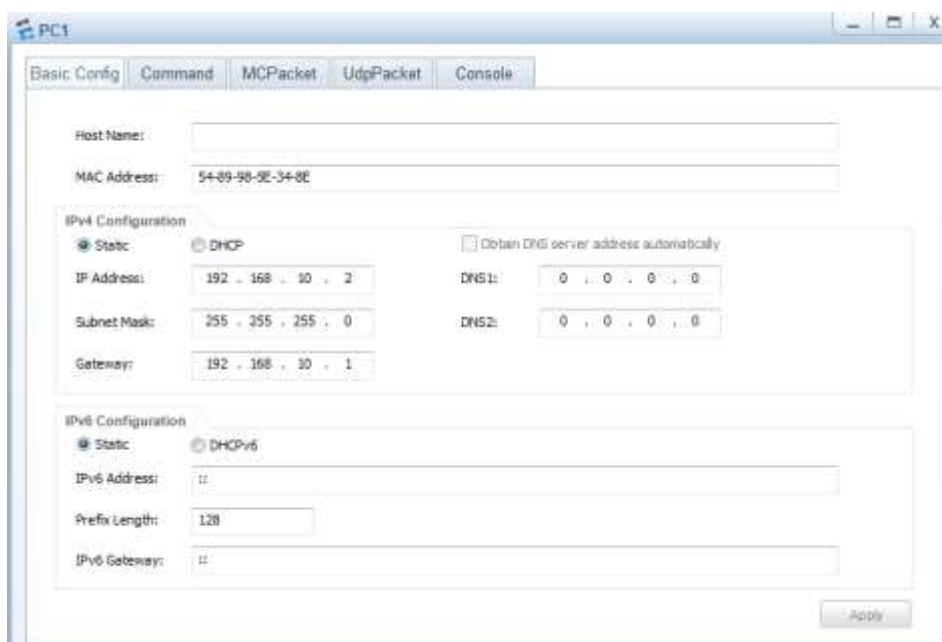 PC1
Basic Config Command MCPacket UdpPacket Console
Host Name:
MAC Address: 54-89-98-5E-34-8E
IPv4 Configuration
Static DHCP Obtain DNS server address automatically
IP Address: 192 . 168 . 10 . 2 DNS1: 0 . 0 . 0 . 0
Subnet Mask: 255 . 255 . 255 . 0 DNS2: 0 . 0 . 0 . 0
Gateway: 192 . 168 . 10 . 1
IPv6 Configuration
Static DHCPv6
IPv6 Address: ::
Prefix Length: 128
IPv6 Gateway: ::
Apply